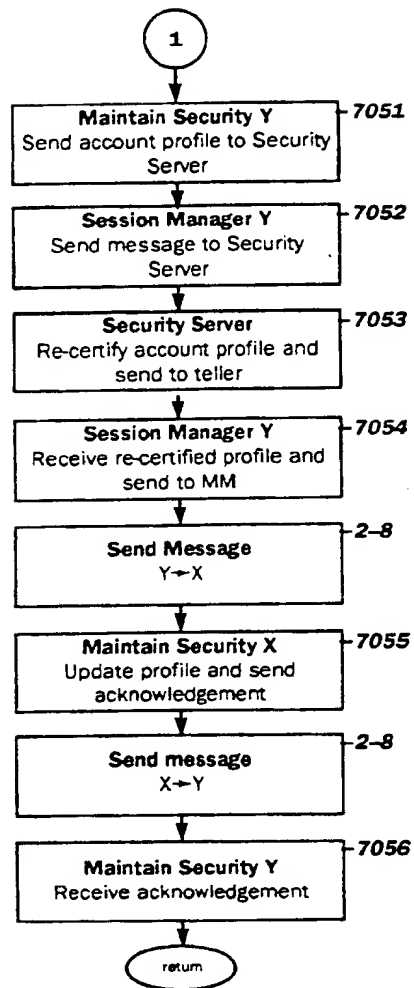 1
Maintain Security Y
7051
Send account profile to Security
Server
Session Manager Y
7052
Send message to Security
Server
Security Server
7053
Re-certify account profile and
send to teller
Session Manager Y
7054
Receive re-certified profile and
send to MM
Send Message
2-8
Y→X
Maintain Security X
7055
Update profile and send
acknowledgement
Send message
2-8
X→Y
Maintain Security Y
7056
Receive acknowledgement
return